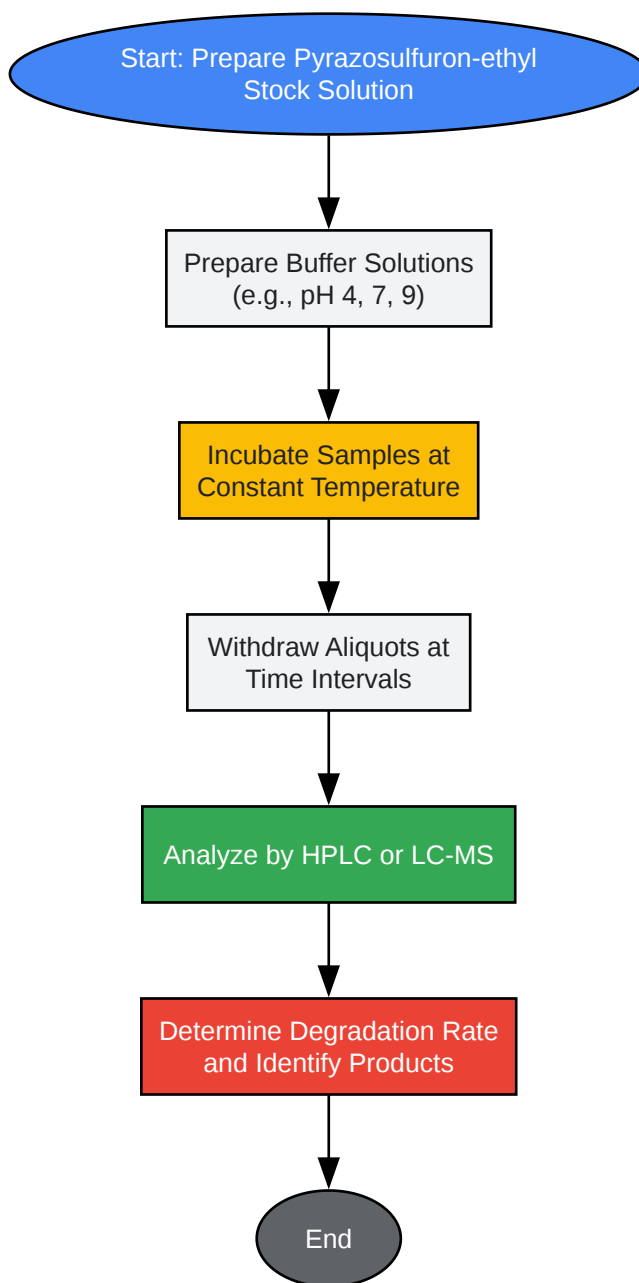 Start: Prepare Pyrazosulfuron-ethyl
Stock Solution
Prepare Buffer Solutions
(e.g., pH 4, 7, 9)
Incubate Samples at
Constant Temperature
Withdraw Aliquots at
Time Intervals
Analyze by HPLC or LC-MS
Determine Degradation Rate
and Identify Products
End